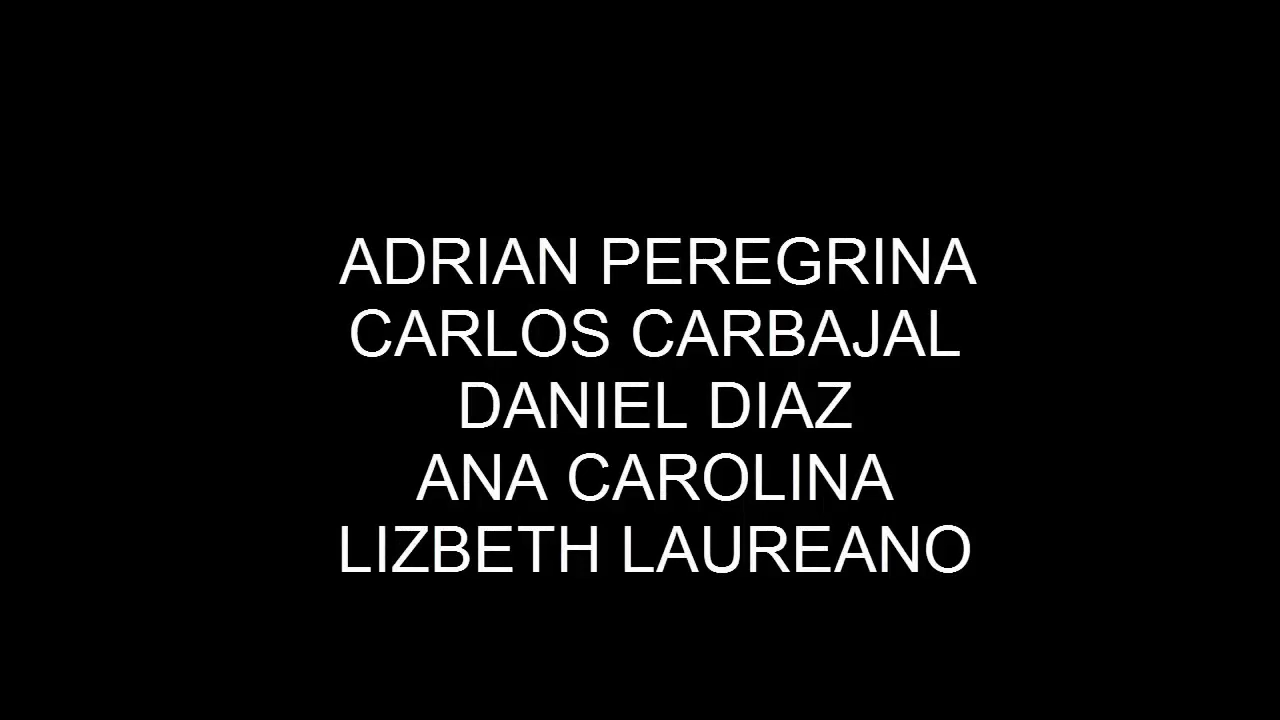 ADRIAN PEREGRINA
CARLOS CARBAJAL
DANIEL DIAZ
ANA CAROLINA
LIZBETH LAUREANO